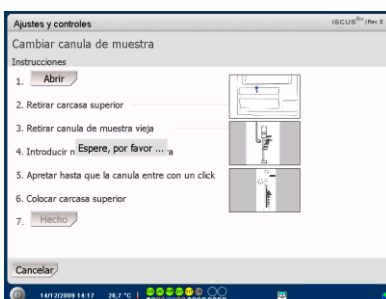 Ajustes y controles
ISCUSflex | Rev. E
Cambiar canula de muestra
Instrucciones
1. Abrir
2. Retirar carcasa superior
3. Retirar canula de muestra vieja
4. Introducir n Espere, por favor ... a
5. Apretar hasta que la canula entre con un click
6. Colocar carcasa superior
7. Hecho
Cancelar
14/12/2009 14:17 26,7 °C